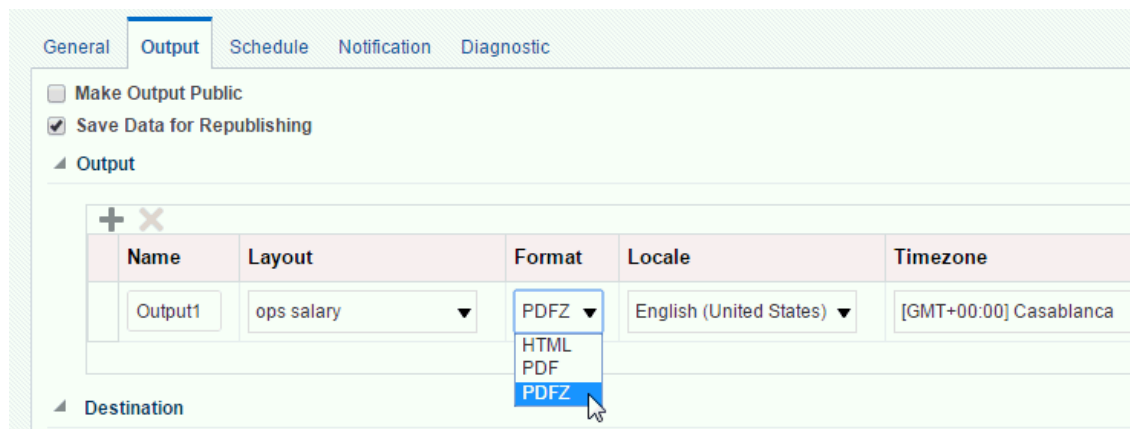 General Output Schedule Notification Diagnostic
Make Output Public
Save Data for Republishing
Output
Name Layout Format Locale Timezone
Output1 ops salary PDFZ English (United States) [GMT+00:00] Casablanca
HTML
PDF
PDFZ
Destination